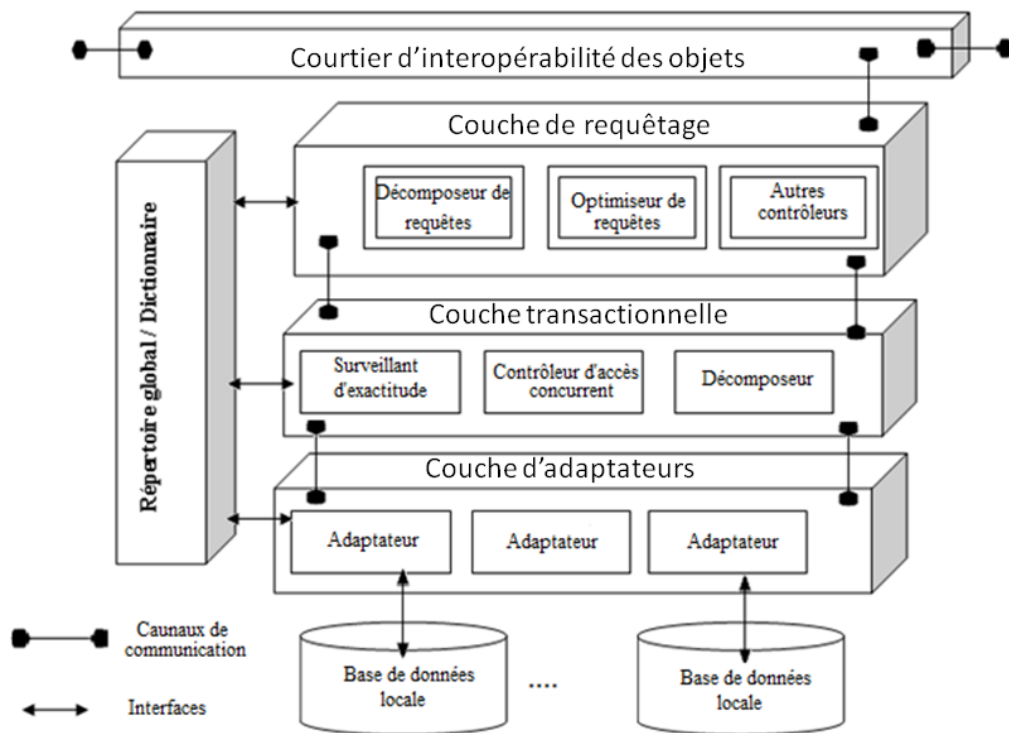 Courtier d'interopérabilité des objets
Couche de requêtage
Décomposeur de
requêtes
Optimiseur de
requêtes
Autres
contrôleurs
Répertoire global / Dictionnaire
Couche transactionnelle
Surveillant
d'exactitude
Contrôleur d'accès
concurrent
Décomposeur
Couche d'adaptateurs
Adaptateur
Adaptateur
Adaptateur
Base de données
locale
....
Base de données
locale
Caunaux de
communication
Interfaces